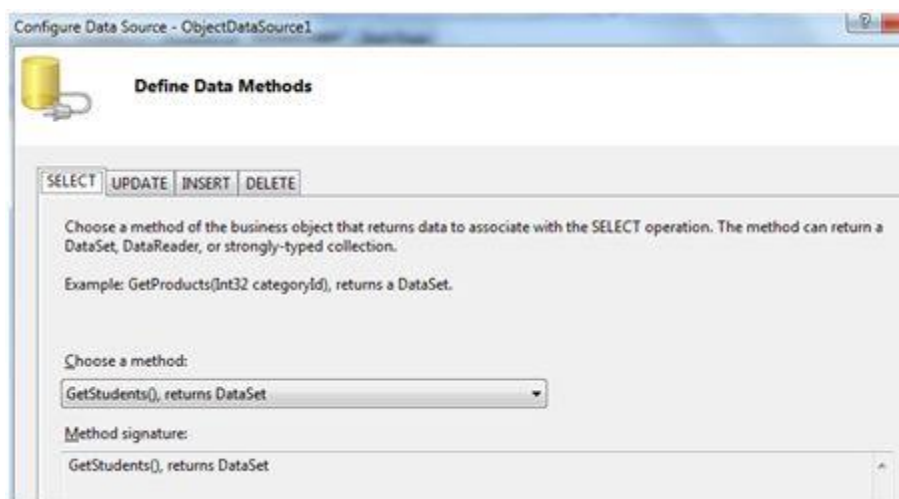 Configure Data Source - ObjectDataSource1
Define Data Methods
SELECT UPDATE INSERT DELETE
Choose a method of the business object that returns data to associate with the SELECT operation. The method can return a
DataSet, DataReader, or strongly-typed collection.
Example: GetProducts(Int32 categoryId), returns a DataSet.
Choose a method:
GetStudents(), returns DataSet
Method signature:
GetStudents(), returns DataSet